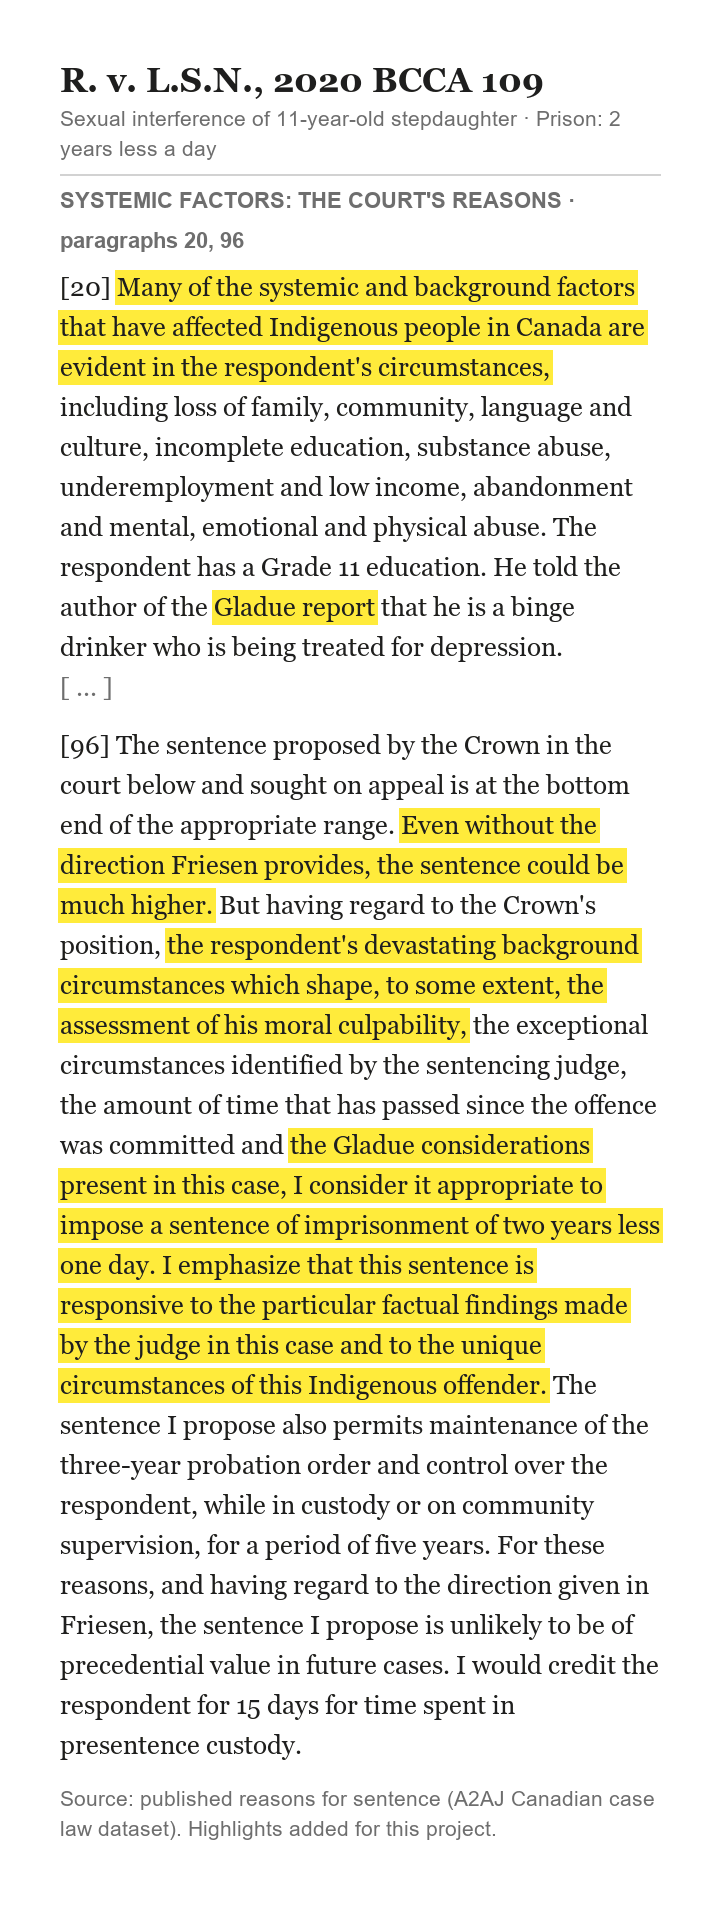 R. v. L.S.N., 2020 BCCA 109
Sexual interference of 11-year-old stepdaughter · Prison: 2
years less a day
SYSTEMIC FACTORS: THE COURT'S REASONS ·
paragraphs 20, 96
[20] Many of the systemic and background factors
that have affected Indigenous people in Canada are
evident in the respondent's circumstances,
including loss of family, community, language and
culture, incomplete education, substance abuse,
underemployment and low income, abandonment
and mental, emotional and physical abuse. The
respondent has a Grade 11 education. He told the
author of the Gladue report that he is a binge
drinker who is being treated for depression.
[ ... ]
[96] The sentence proposed by the Crown in the
court below and sought on appeal is at the bottom
end of the appropriate range. Even without the
direction Friesen provides, the sentence could be
much higher. But having regard to the Crown's
position, the respondent's devastating background
circumstances which shape, to some extent, the
assessment of his moral culpability, the exceptional
circumstances identified by the sentencing judge,
the amount of time that has passed since the offence
was committed and the Gladue considerations
present in this case, I consider it appropriate to
impose a sentence of imprisonment of two years less
one day. I emphasize that this sentence is
responsive to the particular factual findings made
by the judge in this case and to the unique
circumstances of this Indigenous offender. The
sentence I propose also permits maintenance of the
three-year probation order and control over the
respondent, while in custody or on community
supervision, for a period of five years. For these
reasons, and having regard to the direction given in
Friesen, the sentence I propose is unlikely to be of
precedential value in future cases. I would credit the
respondent for 15 days for time spent in
presentence custody.
Source: published reasons for sentence (A2AJ Canadian case
law dataset). Highlights added for this project.